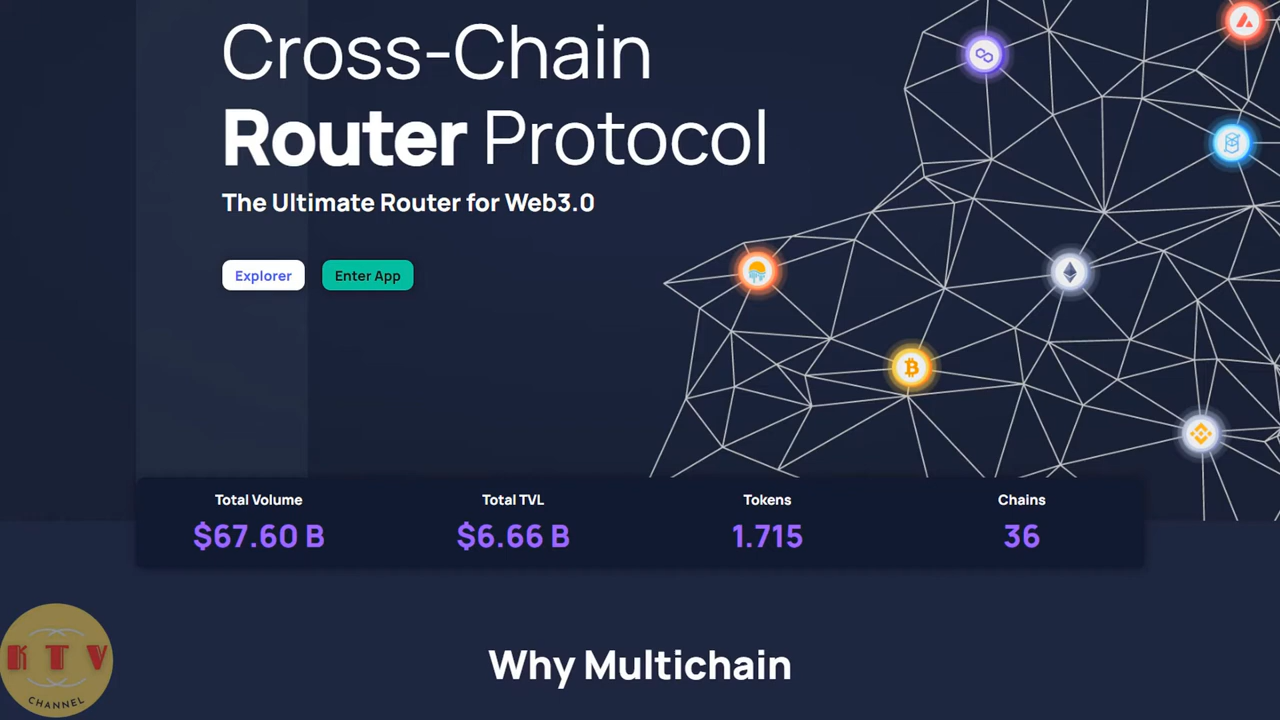 Cross-Chain
Router Protocol
The Ultimate Router for Web3.0
Explorer
Enter App
Total Volume
$67.60 B
Total TVL
$6.66 B
Tokens
1.715
Chains
36
Why Multichain
KTV
CHANNEL